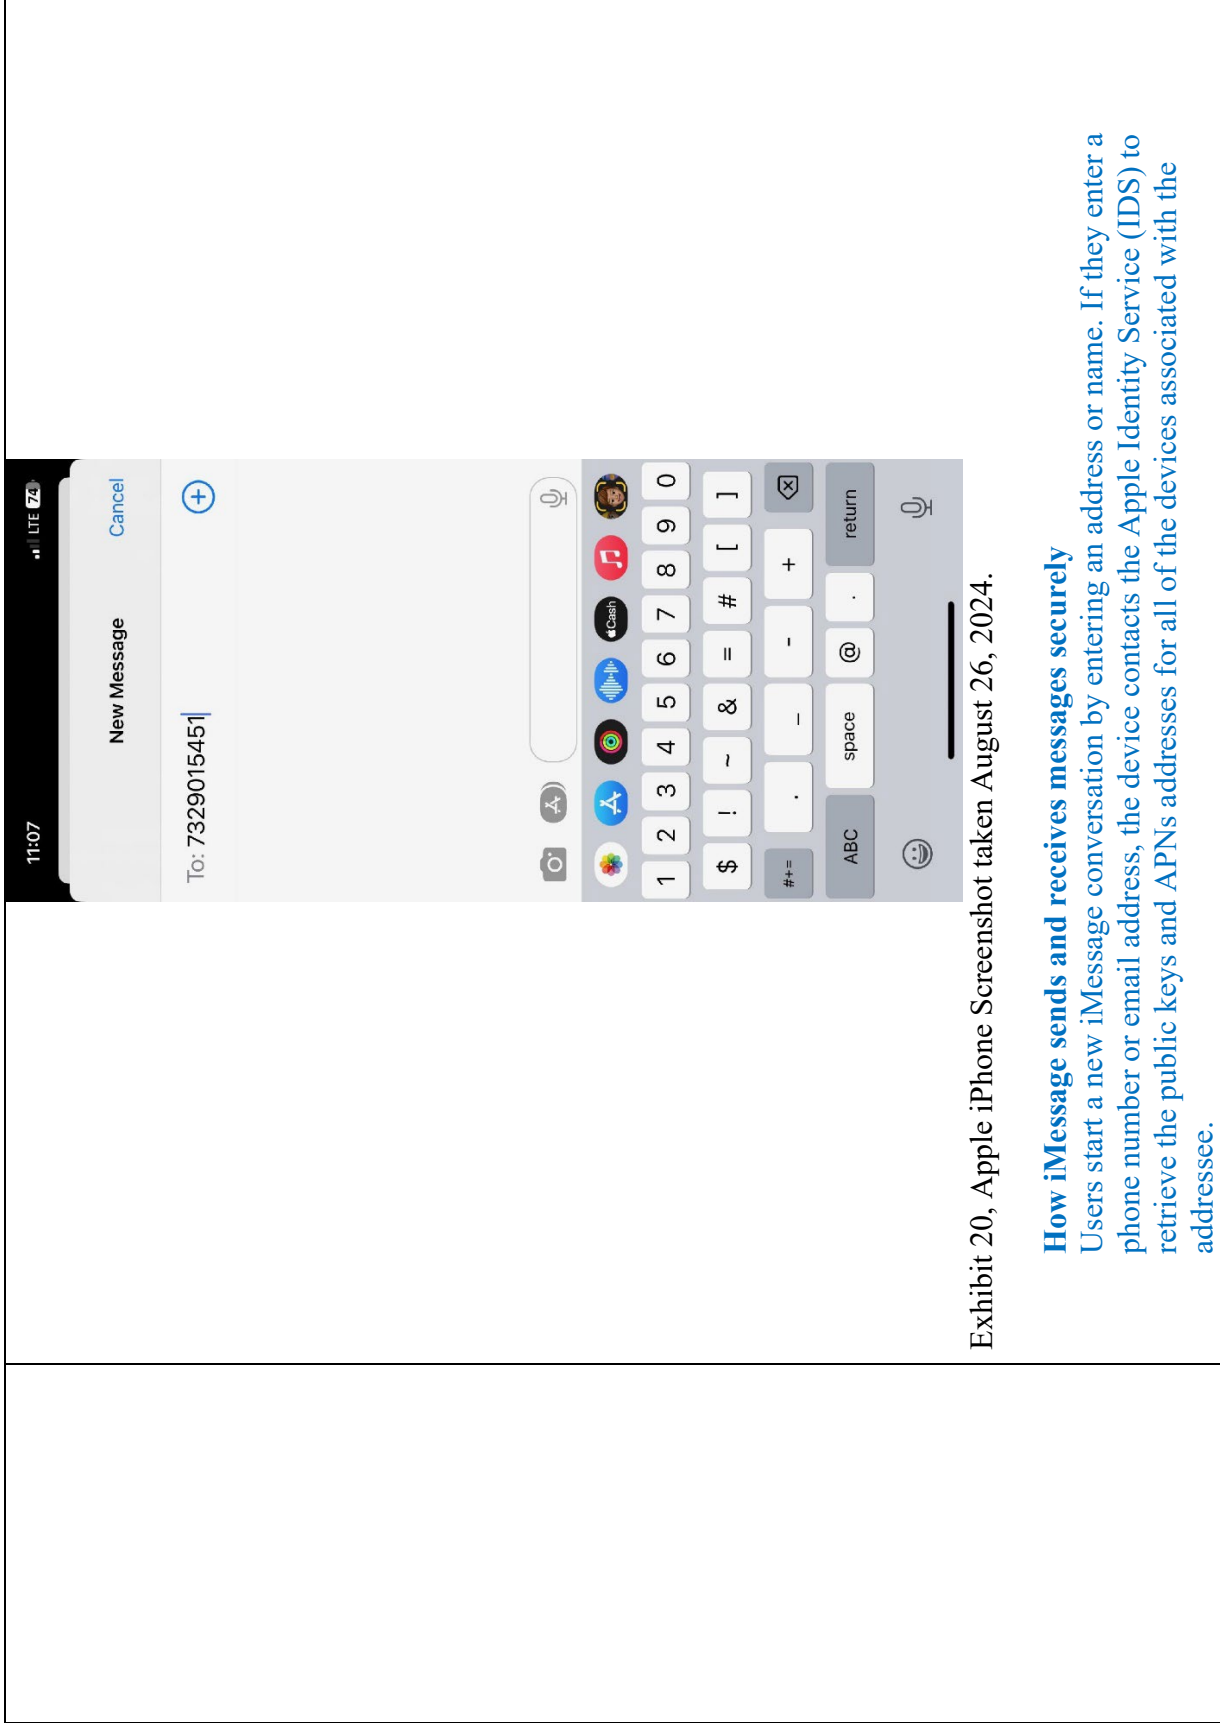 11:07 LTE 74
New Message Cancel
To: 7329015451
Cash
1 2 3 4 5 6 7 8 9 0
$ ! ~ & = # [ ]
#+= . _ - +
ABC space @ . return
Exhibit 20, Apple iPhone Screenshot taken August 26, 2024.
How iMessage sends and receives messages securely
Users start a new iMessage conversation by entering an address or name. If they enter a
phone number or email address, the device contacts the Apple Identity Service (IDS) to
retrieve the public keys and APNs addresses for all of the devices associated with the
addressee.